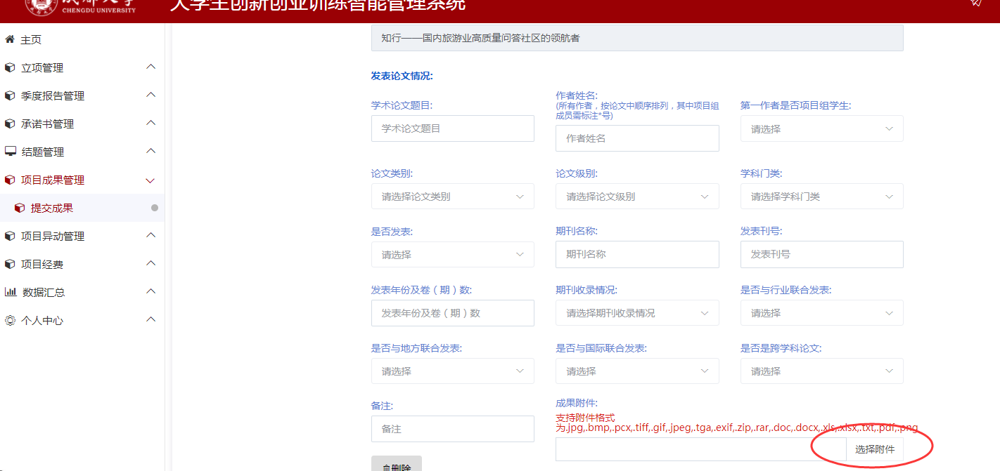 CHENGDU UNIVERSITY
大学生创新创业训练智能管理系统
主页
立项管理
季度报告管理
承诺书管理
结题管理
项目成果管理
提交成果
项目异动管理
项目经费
数据汇总
个人中心
知行——国内旅游业高质量问答社区的领航者
发表论文情况:
学术论文题目:
学术论文题目
作者姓名:
(所有作者，按论文中顺序排列，其中项目组
成员需标注*号)
作者姓名
第一作者是否项目组学生:
请选择
论文类别:
请选择论文类别
论文级别:
请选择论文级别
学科门类:
请选择学科门类
是否发表:
请选择
期刊名称:
期刊名称
发表刊号:
发表刊号
发表年份及卷（期）数:
发表年份及卷（期）数
期刊收录情况:
请选择期刊收录情况
是否与行业联合发表:
请选择
是否与地方联合发表:
请选择
是否与国际联合发表:
请选择
是否是跨学科论文:
请选择
备注:
备注
成果附件:
支持附件格式
为.jpg,.bmp,.pcx,.tiff,.gif,.jpeg,.tga,.exif,.zip,.rar,.doc,.docx,.xls,.xlsx,.txt,.pdf,.png
选择附件
删除